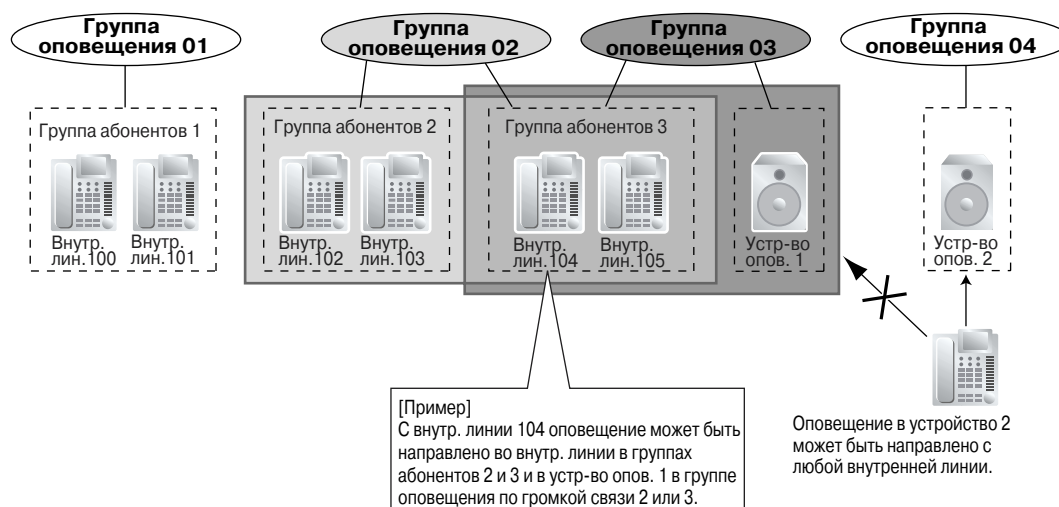 Группа
оповещения 01
Группа
оповещения 02
Группа
оповещения 03
Группа
оповещения 04
Группа абонентов 1
Группа абонентов 2
Группа абонентов 3
Внутр.
лин.100
Внутр.
лин.101
Внутр.
лин.102
Внутр.
лин.103
Внутр.
лин.104
Внутр.
лин.105
Устр-во
опов. 1
Устр-во
опов. 2
[Пример]
С внутр. линии 104 оповещение может быть
направлено во внутр. линии в группах
абонентов 2 и 3 и в устр-во опов. 1 в группе
оповещения по громкой связи 2 или 3.
Оповещение в устройство 2
может быть направлено с
любой внутренней линии.